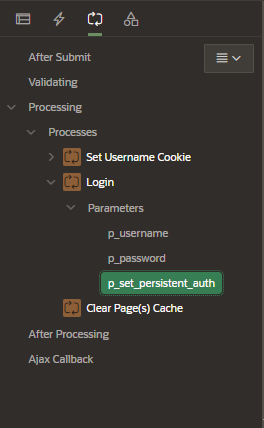 After Submit
Validating
Processing
Processes
Set Username Cookie
Login
Parameters
p_username
p_password
p_set_persistent_auth
Clear Page(s) Cache
After Processing
Ajax Callback